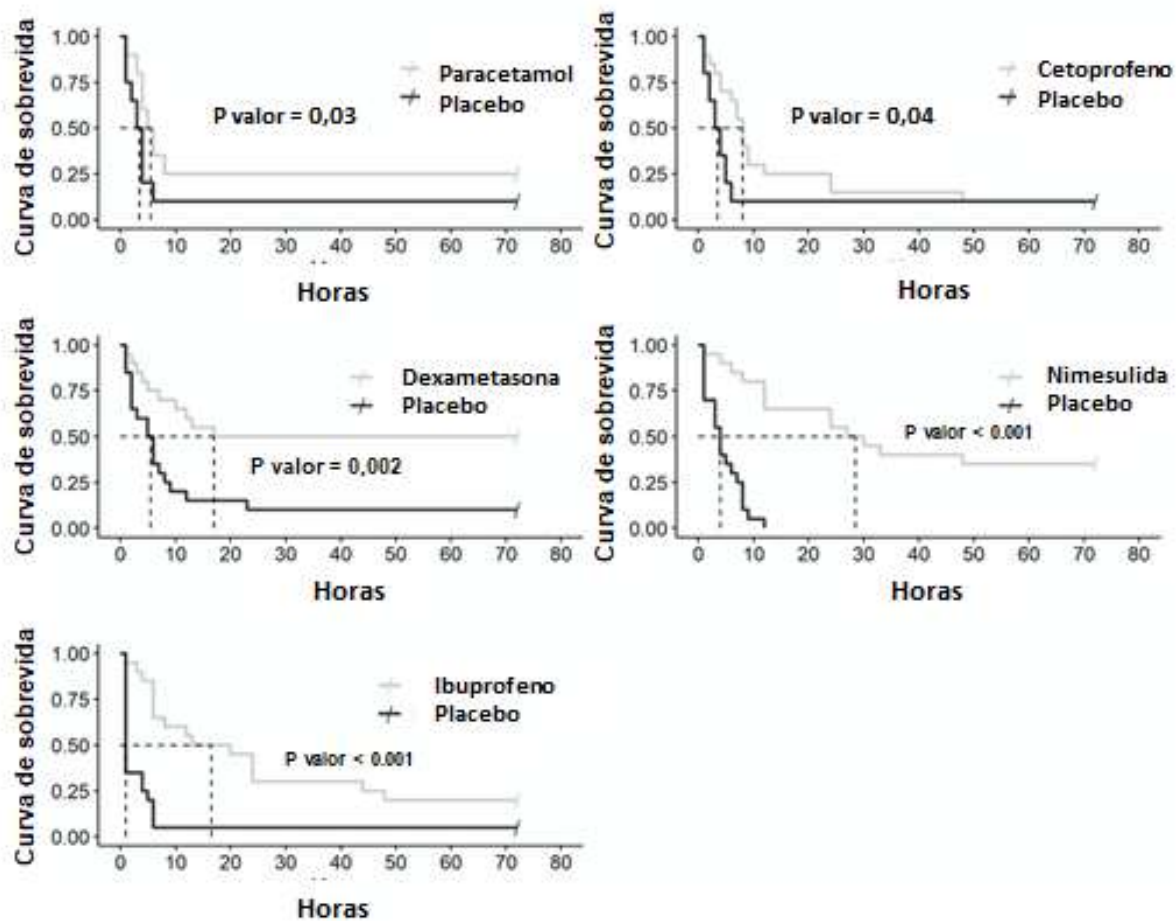 Curva de sobrevida
1.00
0.75
0.50
0.25
0.00
Paracetamol
Placebo
P valor = 0,03
0 10 20 30 40 50 60 70 80
Horas
Curva de sobrevida
1.00
0.75
0.50
0.25
0.00
Cetoprofeno
Placebo
P valor = 0,04
0 10 20 30 40 50 60 70 80
Horas
Curva de sobrevida
1.00
0.75
0.50
0.25
0.00
Dexametasona
Placebo
P valor = 0,002
0 10 20 30 40 50 60 70 80
Horas
Curva de sobrevida
1.00
0.75
0.50
0.25
0.00
Nimesulida
Placebo
P valor < 0.001
0 10 20 30 40 50 60 70 80
Horas
Curva de sobrevida
1.00
0.75
0.50
0.25
0.00
Ibuprofeno
Placebo
P valor < 0.001
0 10 20 30 40 50 60 70 80
Horas